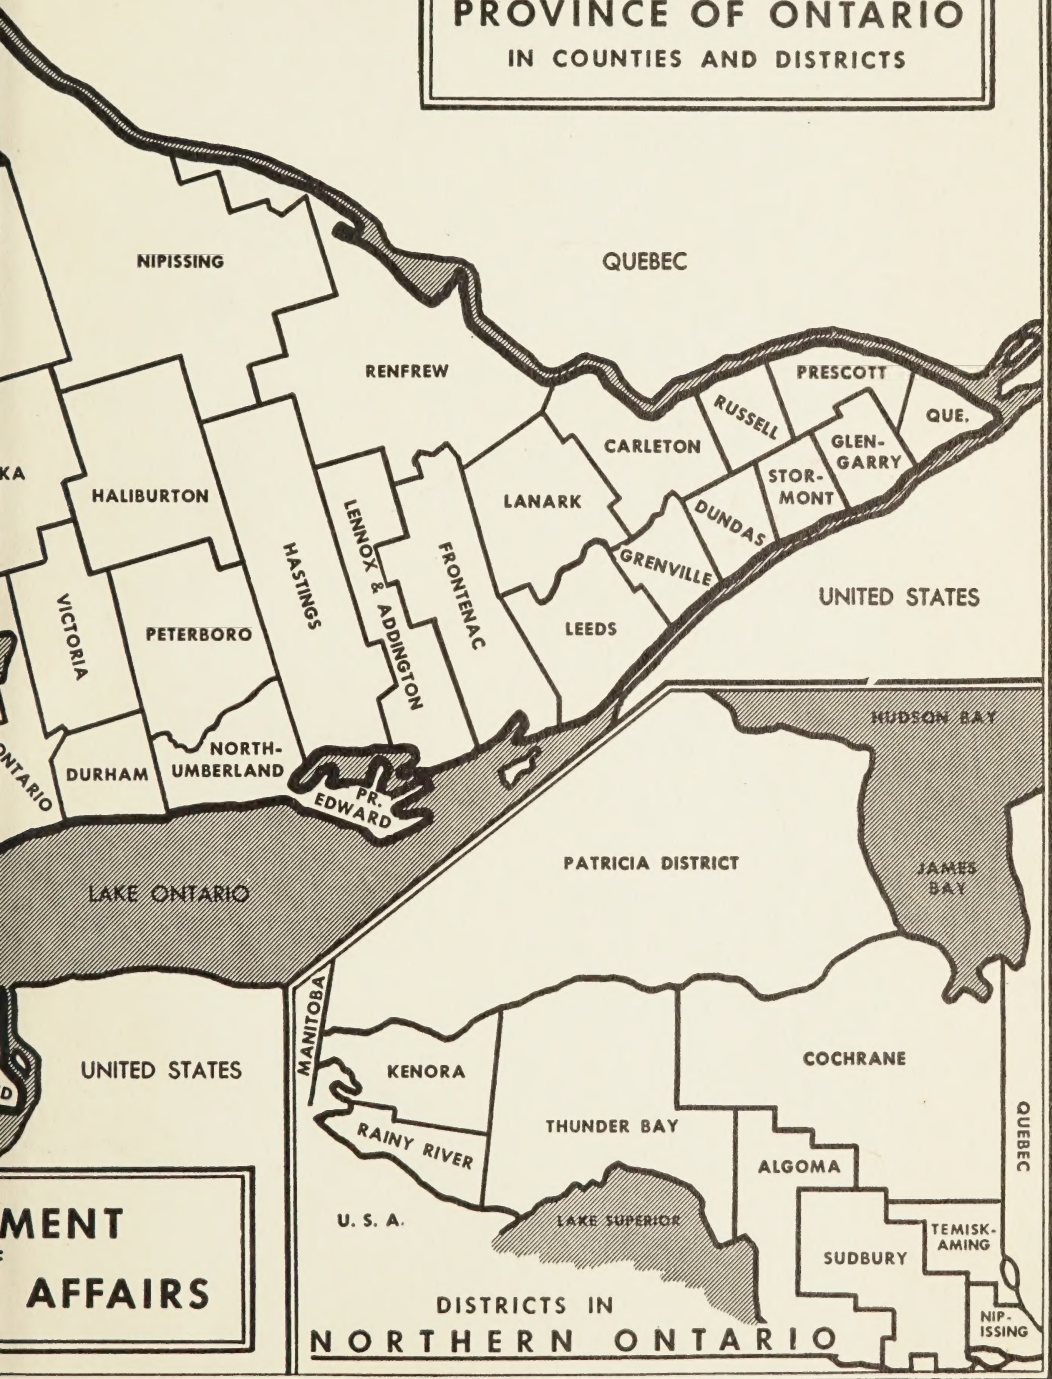 PROVINCE OF ONTARIO
IN COUNTIES AND DISTRICTS
NIPISSING
QUEBEC
RENFREW
PRESCOTT
RUSSELL
QUE.
CARLETON
GLEN-
GARRY
KA
HALIBURTON
LANARK
STOR-
MONT
DUNDAS
LENNOX & ADDINGTON
HASTINGS
FRONTENAC
GRENVILLE
VICTORIA
PETERBORO
LEEDS
UNITED STATES
ONTARIO
DURHAM
NORTH-
UMBERLAND
PR.
EDWARD
HUDSON BAY
PATRICIA DISTRICT
JAMES
BAY
LAKE ONTARIO
MANITOBA
UNITED STATES
D
KENORA
COCHRANE
RAINY RIVER
THUNDER BAY
QUEBEC
ALGOMA
U. S. A.
LAKE SUPERIOR
TEMISK-
AMING
SUDBURY
NIP-
ISSING
MENT
AFFAIRS
DISTRICTS IN
NORTHERN ONTARIO